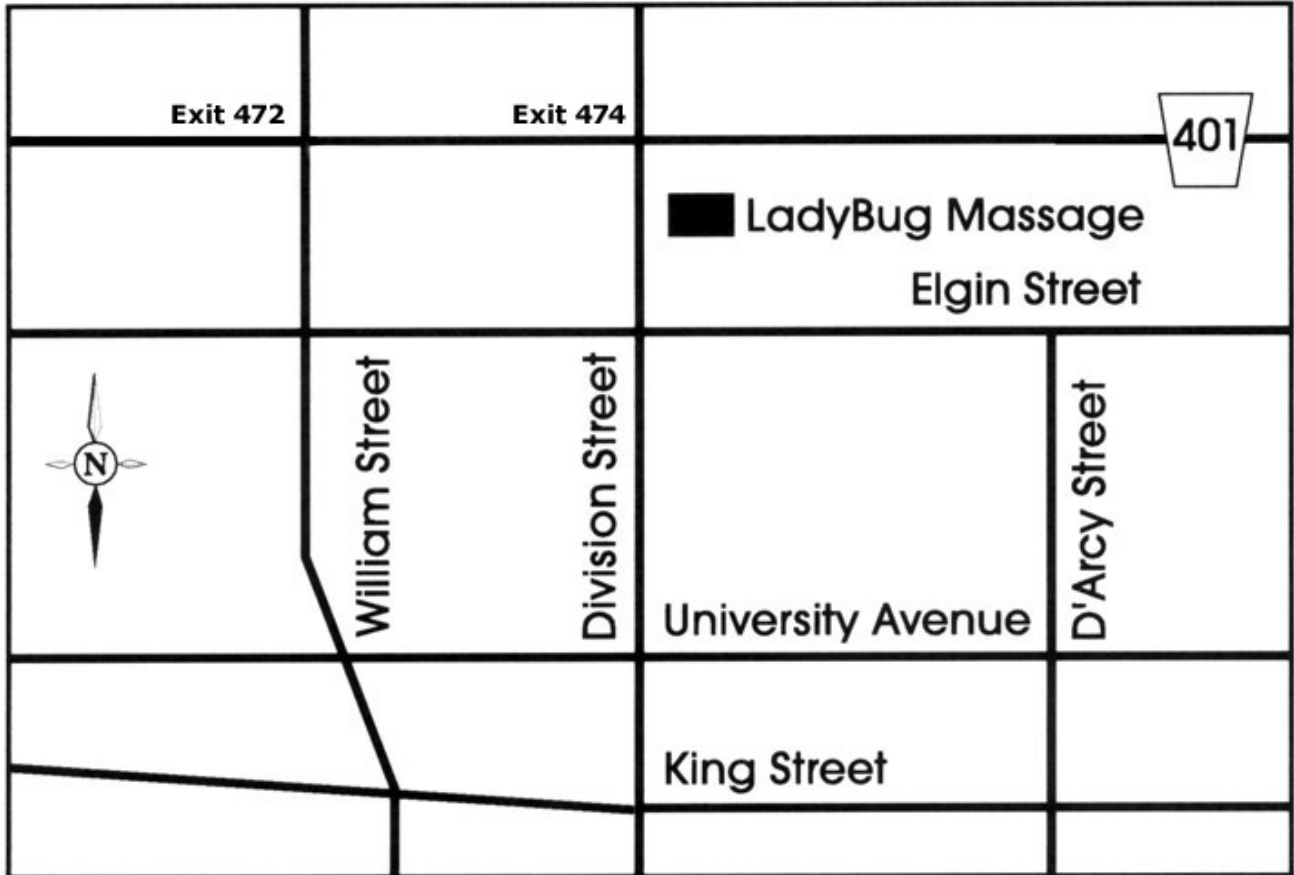 Exit 472
Exit 474
401
LadyBug Massage
Elgin Street
N
William Street
Division Street
D'Arcy Street
University Avenue
King Street